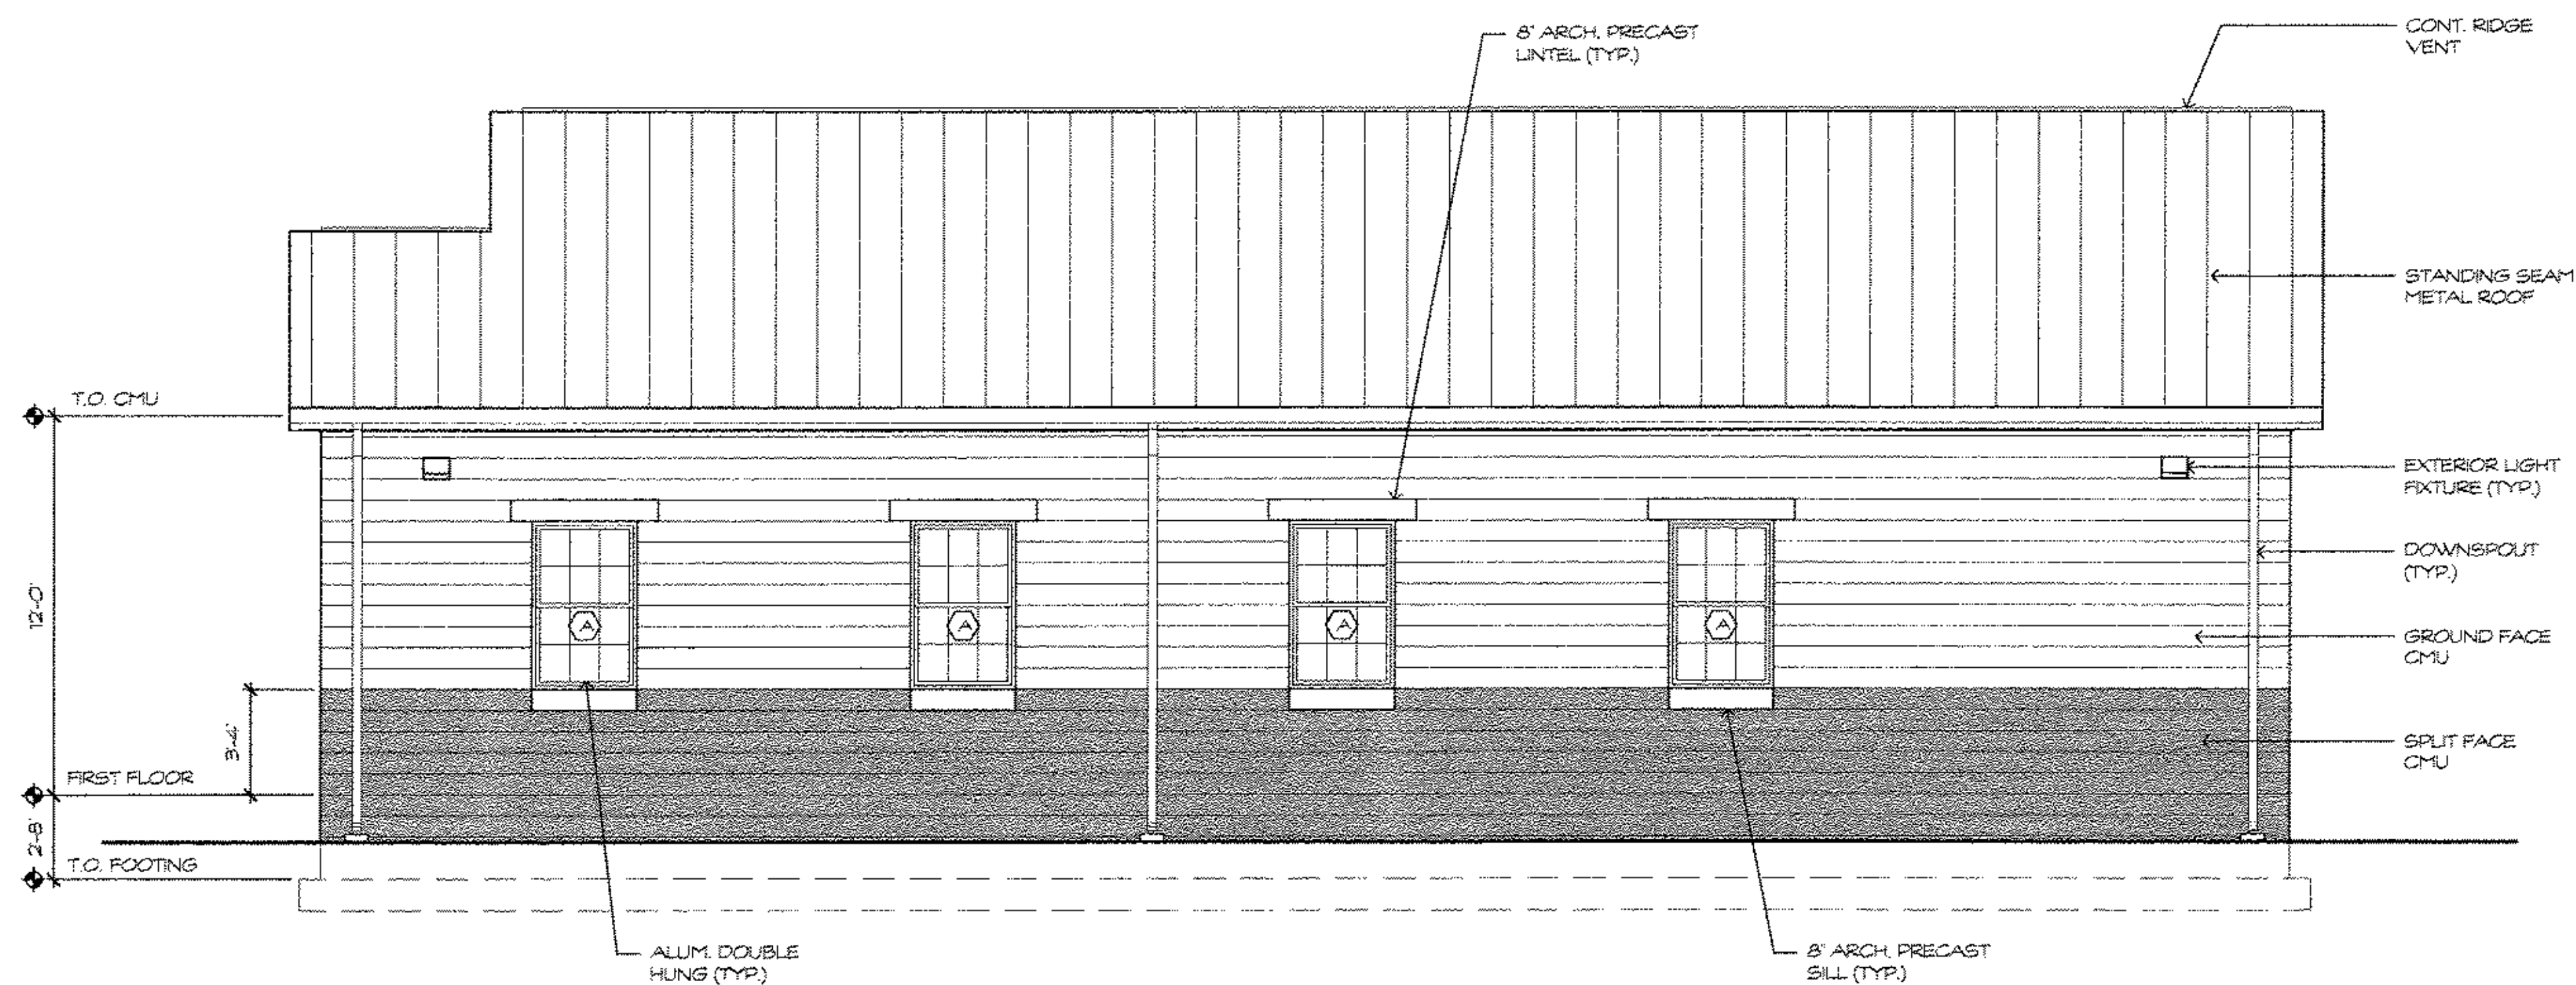 8" ARCH. PRECAST
LINTEL (TYP.)
CONT. RIDGE
VENT
STANDING SEAM
METAL ROOF
T.O. CMU
EXTERIOR LIGHT
FIXTURE (TYP.)
DOWNSPOUT
(TYP.)
12'-0"
A
A
A
A
GROUND FACE
CMU
3'-4"
SPLIT FACE
CMU
FIRST FLOOR
2'-8"
T.O. FOOTING
ALUM. DOUBLE
HUNG (TYP.)
8" ARCH. PRECAST
SILL (TYP.)